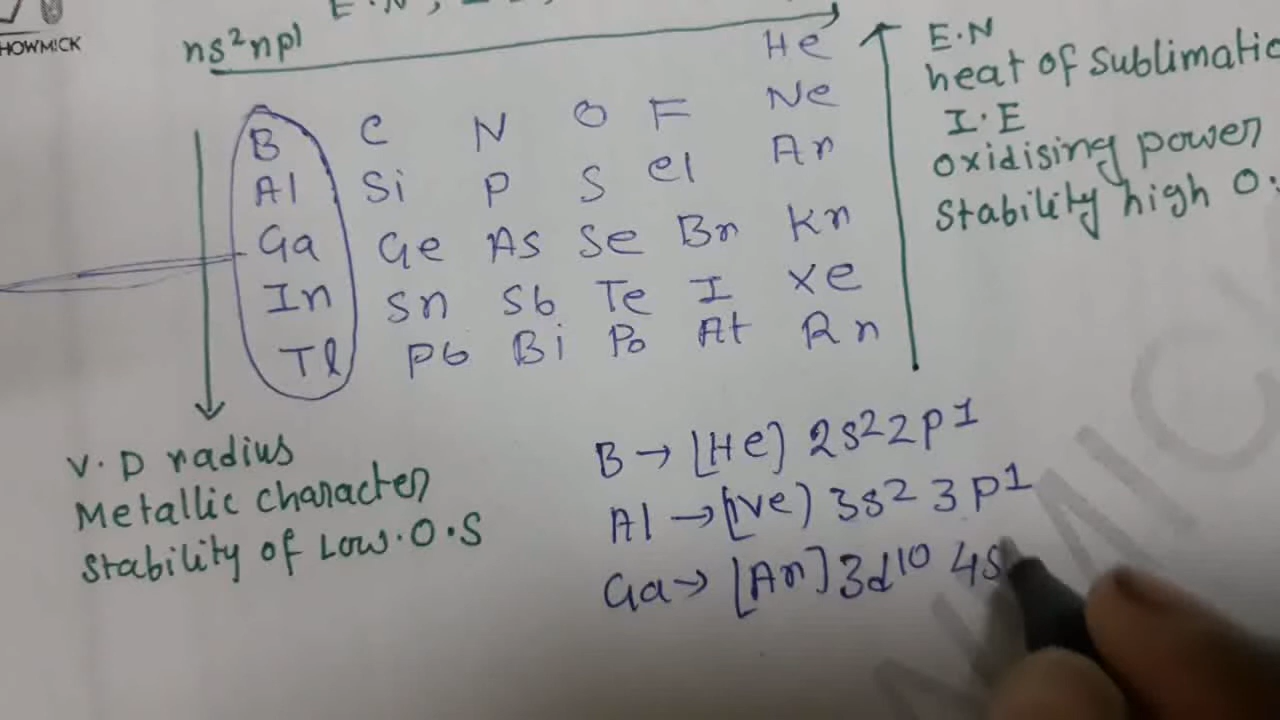 HOWMICK
E.N,
ns²np¹
He
B C N O F Ne
Al Si P S Cl Ar
Ga Ge As Se Br Kr
In Sn Sb Te I Xe
Tl Pb Bi Po At Rn
E.N
heat of sublimatio
I.E
oxidising power
Stability high O.
V.D radius
Metallic character
Stability of Low.O.S
B → [He] 2s²2p¹
Al → [Ne] 3s² 3p¹
Ga → [Ar] 3d¹⁰ 4s
MICK